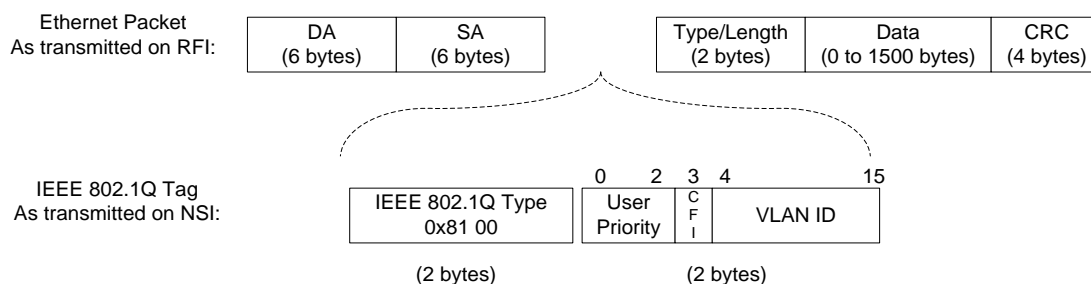 Ethernet Packet
As transmitted on RFI:
DA
(6 bytes)
SA
(6 bytes)
Type/Length
(2 bytes)
Data
(0 to 1500 bytes)
CRC
(4 bytes)
IEEE 802.1Q Tag
As transmitted on NSI:
0 2 3 4 15
IEEE 802.1Q Type
0x81 00
User
Priority
C
F
I
VLAN ID
(2 bytes)
(2 bytes)